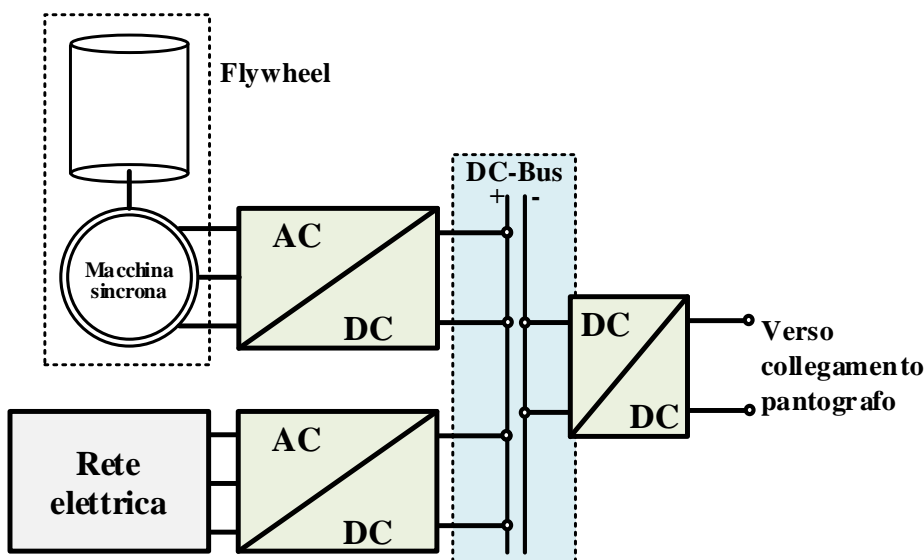 Flywheel
Macchina
sincrona
AC
DC
DC-Bus
+ -
DC
DC
Verso
collegamento
pantografo
Rete
elettrica
AC
DC